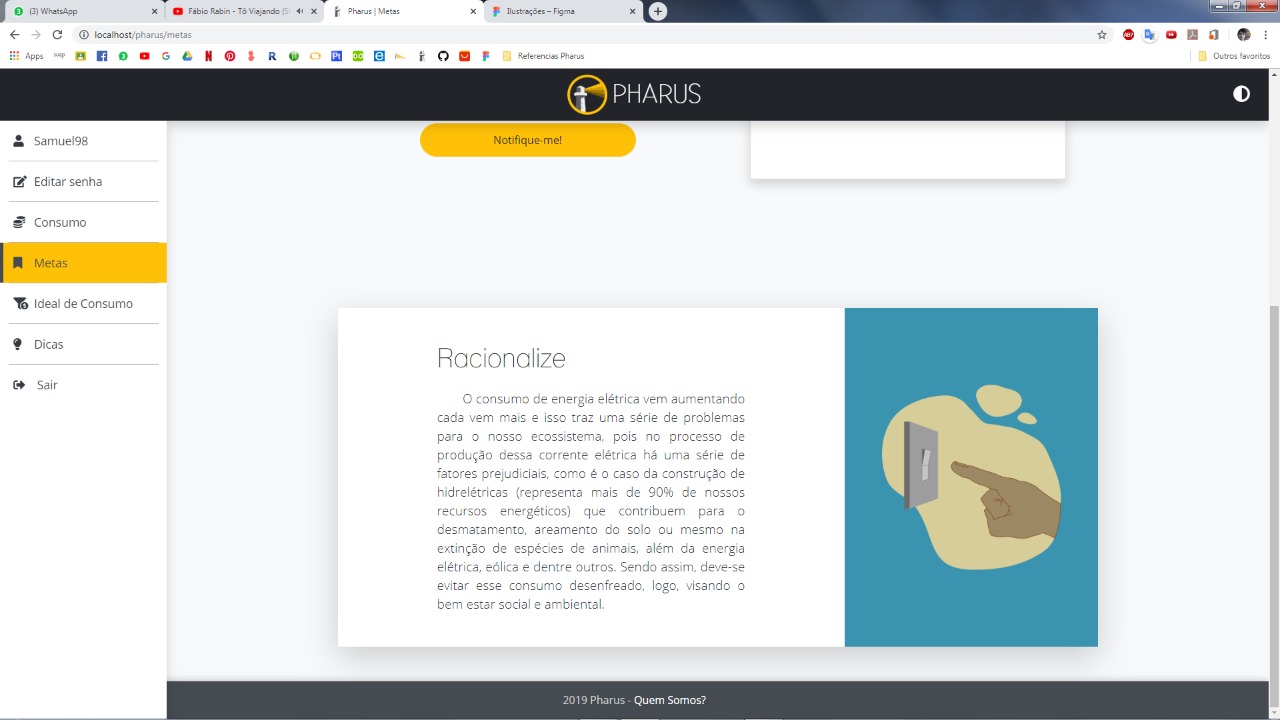 (3) WhatsApp
Fábio Rabin - Tô Viajando (S
Pharus | Metas
Ilustrações – Figma
localhost/pharus/metas
Apps
Referencias Pharus
Outros favoritos
PHARUS
Samuel98
Editar senha
Consumo
Metas
Ideal de Consumo
Dicas
Sair
Notifique-me!
Racionalize
O consumo de energia elétrica vem aumentando
cada vem mais e isso traz uma série de problemas
para o nosso ecossistema, pois no processo de
produção dessa corrente elétrica há uma série de
fatores prejudiciais, como é o caso da construção de
hidrelétricas (representa mais de 90% de nossos
recursos energéticos) que contribuem para o
desmatamento, areamento do solo ou mesmo na
extinção de espécies de animais, além da energia
elétrica, eólica e dentre outros. Sendo assim, deve-se
evitar esse consumo desenfreado, logo, visando o
bem estar social e ambiental.
2019 Pharus - Quem Somos?